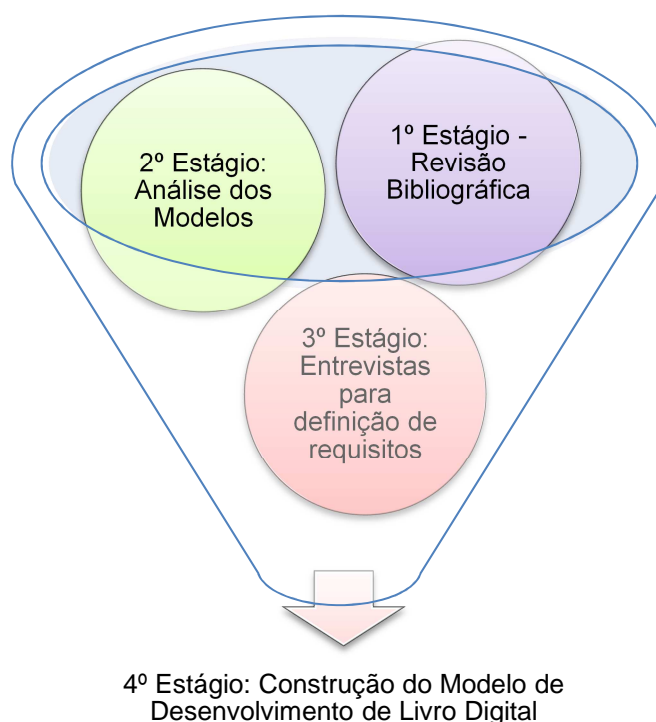 1º Estágio -
Revisão
Bibliográfica
2º Estágio:
Análise dos
Modelos
3º Estágio:
Entrevistas
para
definição de
requisitos
4º Estágio: Construção do Modelo de
Desenvolvimento de Livro Digital